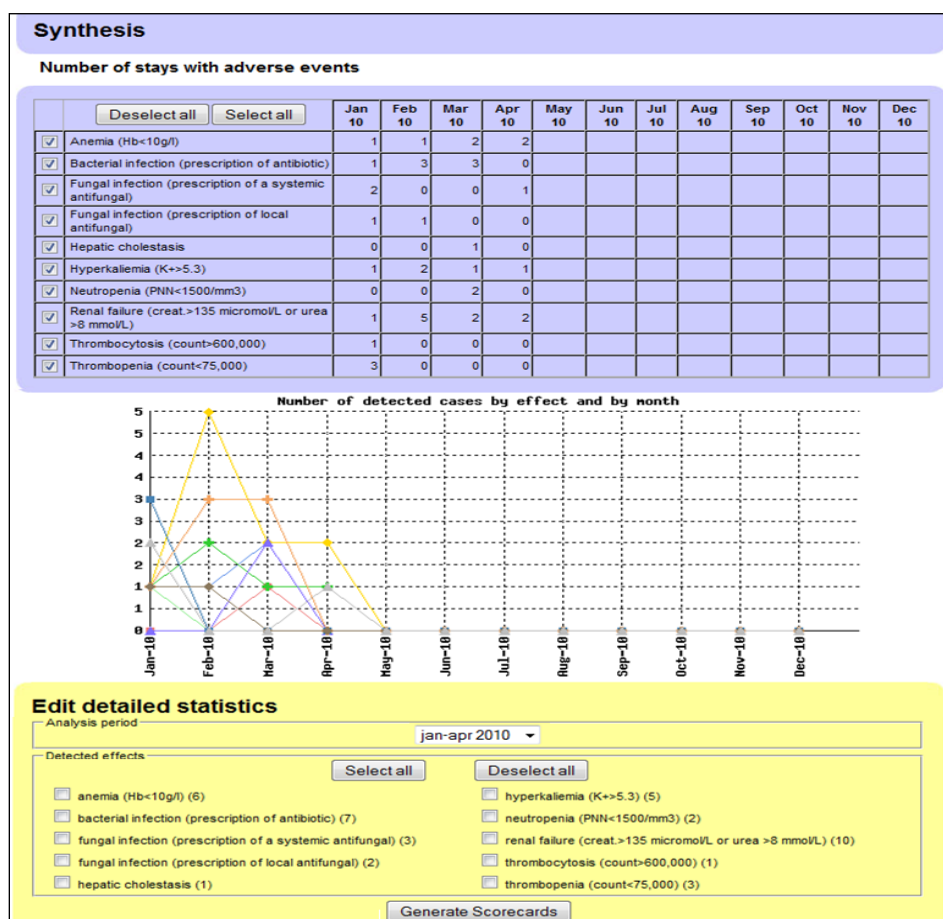 Synthesis
Number of stays with adverse events
Deselect all Select all Jan 10 Feb 10 Mar 10 Apr 10 May 10 Jun 10 Jul 10 Aug 10 Sep 10 Oct 10 Nov 10 Dec 10
Anemia (Hb<10g/l) 1 1 2 2
Bacterial infection (prescription of antibiotic) 1 3 3 0
Fungal infection (prescription of a systemic
antifungal) 2 0 0 1
Fungal infection (prescription of local
antifungal) 1 1 0 0
Hepatic cholestasis 0 0 1 0
Hyperkaliemia (K+>5.3) 1 2 1 1
Neutropenia (PNN<1500/mm3) 0 0 2 0
Renal failure (creat.>135 micromol/L or urea
>8 mmol/L) 1 5 2 2
Thrombocytosis (count>600,000) 1 0 0 0
Thrombopenia (count<75,000) 3 0 0 0
Number of detected cases by effect and by month
5
5
4
4
3
3
2
2
1
1
0
Jan-10 Feb-10 Mar-10 Apr-10 May-10 Jun-10 Jul-10 Aug-10 Sep-10 Oct-10 Nov-10 Dec-10
Edit detailed statistics
Analysis period
jan-apr 2010
Detected effects
Select all Deselect all
anemia (Hb<10g/l) (6) hyperkaliemia (K+>5.3) (5)
bacterial infection (prescription of antibiotic) (7) neutropenia (PNN<1500/mm3) (2)
fungal infection (prescription of a systemic antifungal) (3) renal failure (creat.>135 micromol/L or urea >8 mmol/L) (10)
fungal infection (prescription of local antifungal) (2) thrombocytosis (count>600,000) (1)
hepatic cholestasis (1) thrombopenia (count<75,000) (3)
Generate Scorecards